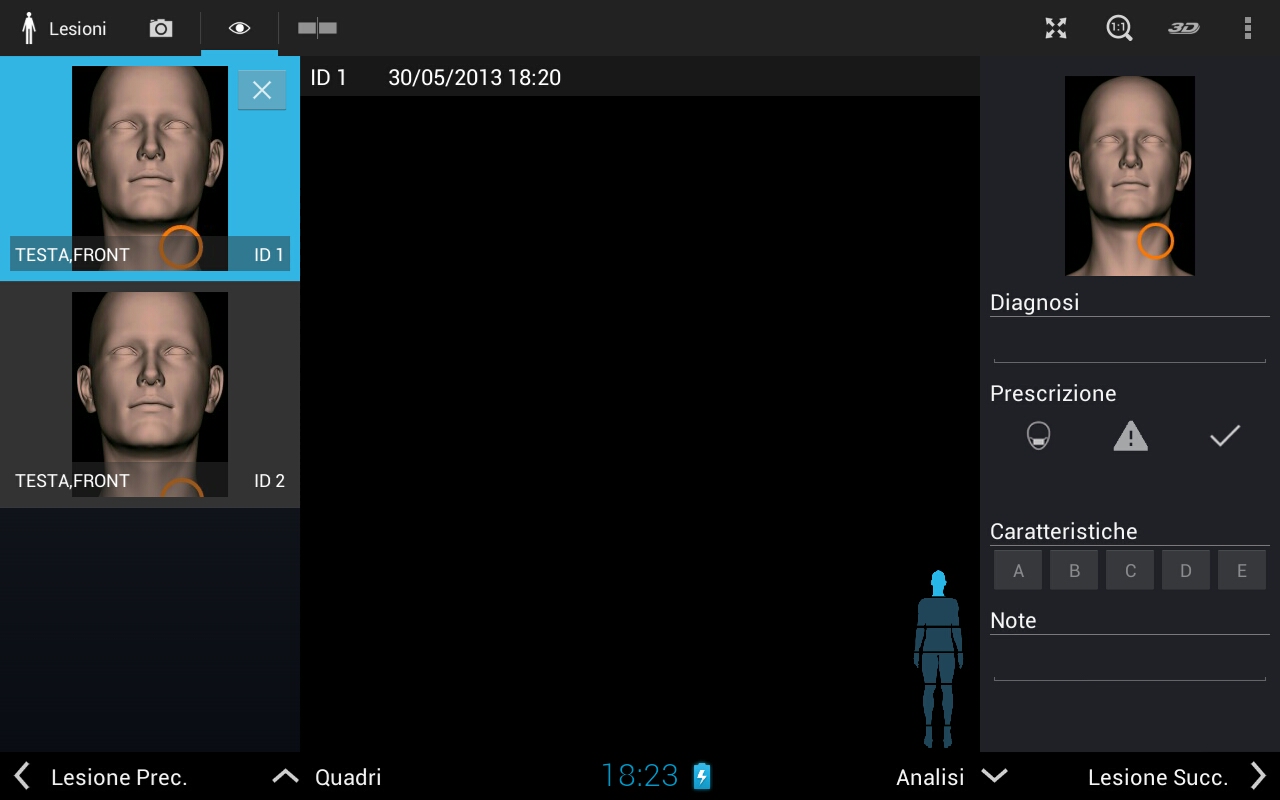 Lesioni
1:1
3D
ID 1 30/05/2013 18:20
TESTA,FRONT ID 1
TESTA,FRONT ID 2
Diagnosi
Prescrizione
Caratteristiche
A B C D E
Note
Lesione Prec. Quadri 18:23 Analisi Lesione Succ.